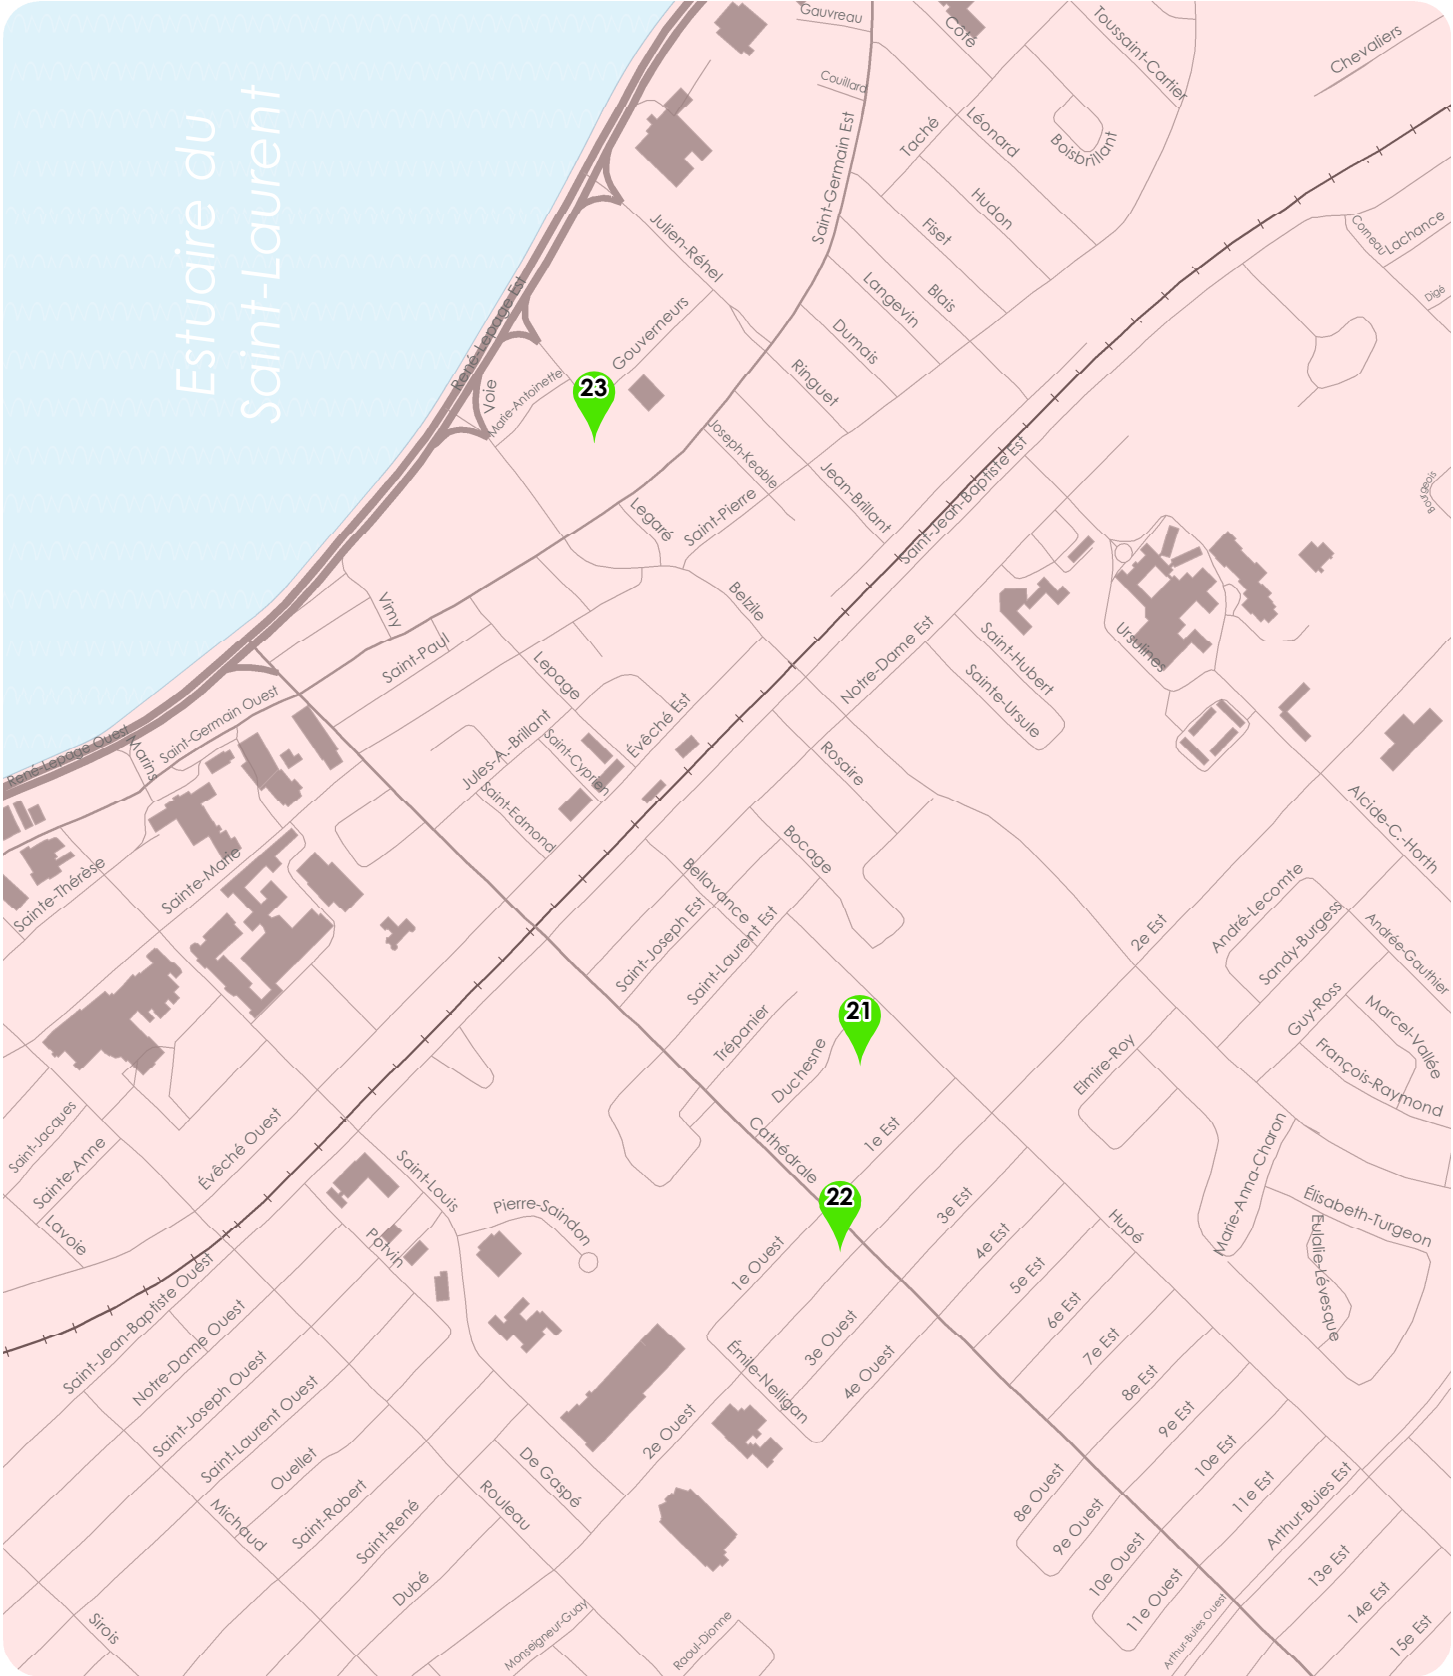 Gauvreau
Côté
Toussaint-Cartier
Chevaliers
Couillard
Taché
Léonard
Boisbrillant
Estuaire du
Saint-Laurent
Saint-Germain Est
Julien-Réhel
Hudon
Fiset
Comeau
Lachance
Digé
Langevin
Blais
Gouverneurs
René-Lepage Est
Voie
Marie-Antoinette
Dumais
Ringuet
23
Joseph-Keable
Jean-Brillant
Saint-Jean-Baptiste Est
Bourgeois
Legaré
Saint-Pierre
Belzile
Vimy
Saint-Paul
Lepage
Notre-Dame Est
Saint-Hubert
Sainte-Ursule
Ursulines
Saint-Germain Ouest
René-Lepage Ouest
Marins
Jules-A.-Brillant
Saint-Cyprien
Évêché Est
Saint-Edmond
Rosaire
Bocage
Alcide-C.-Horth
Sainte-Thérèse
Sainte-Marie
Bellavance
Saint-Joseph Est
Saint-Laurent Est
2e Est
André-Lecomte
Sandy-Burgess
Andrée-Gauthier
Guy-Ross
Marcel-Vallée
François-Raymond
Trépanier
Duchesne
21
Elmire-Roy
Saint-Jacques
Sainte-Anne
Lavoie
Évêché Ouest
Saint-Louis
Potvin
Pierre-Saindon
Cathédrale
1e Est
22
3e Est
4e Est
Hupé
Marie-Anna-Charon
Élisabeth-Turgeon
Eulalie-Lévesque
1e Ouest
5e Est
6e Est
7e Est
8e Est
9e Est
10e Est
11e Est
Arthur-Buies Est
13e Est
14e Est
15e Est
Saint-Jean-Baptiste Ouest
Notre-Dame Ouest
Saint-Joseph Ouest
Saint-Laurent Ouest
Ouellet
Émile-Nelligan
3e Ouest
4e Ouest
2e Ouest
Michaud
Saint-Robert
Saint-René
Rouleau
De Gaspé
Dubé
Sirois
Monseigneur-Guay
Raoul-Dionne
8e Ouest
9e Ouest
10e Ouest
11e Ouest
Arthur-Buies Ouest